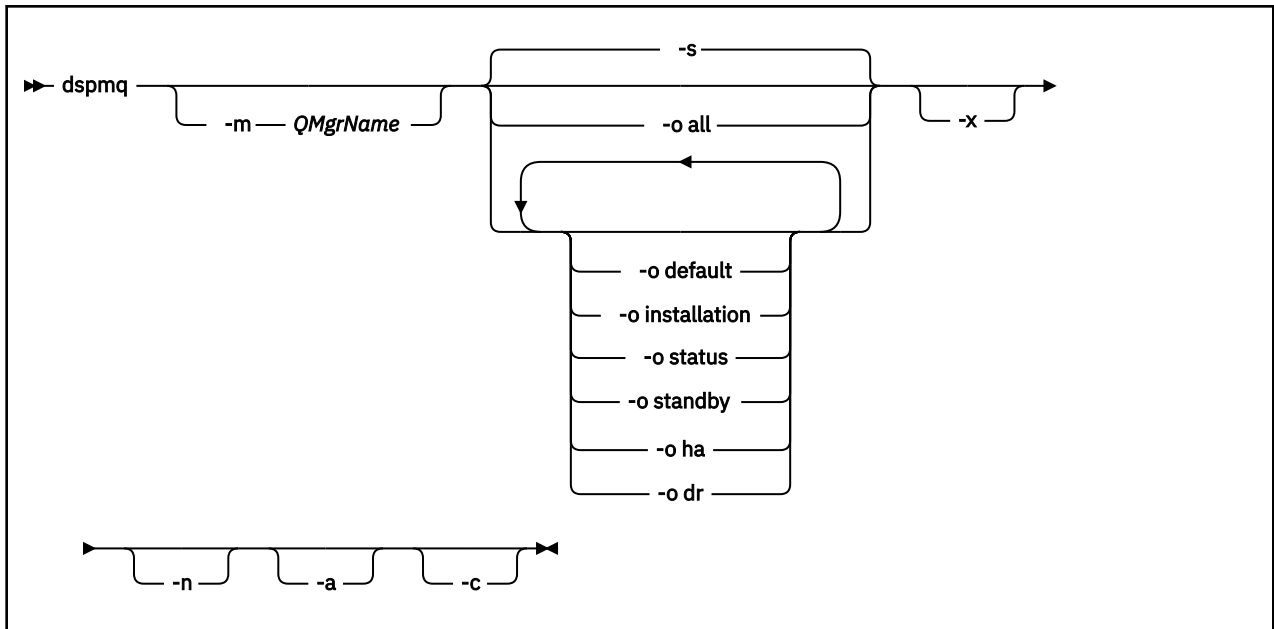 -s
dspmq
-m QMgrName
-o all
-x
-o default
-o installation
-o status
-o standby
-o ha
-o dr
-n -a -c